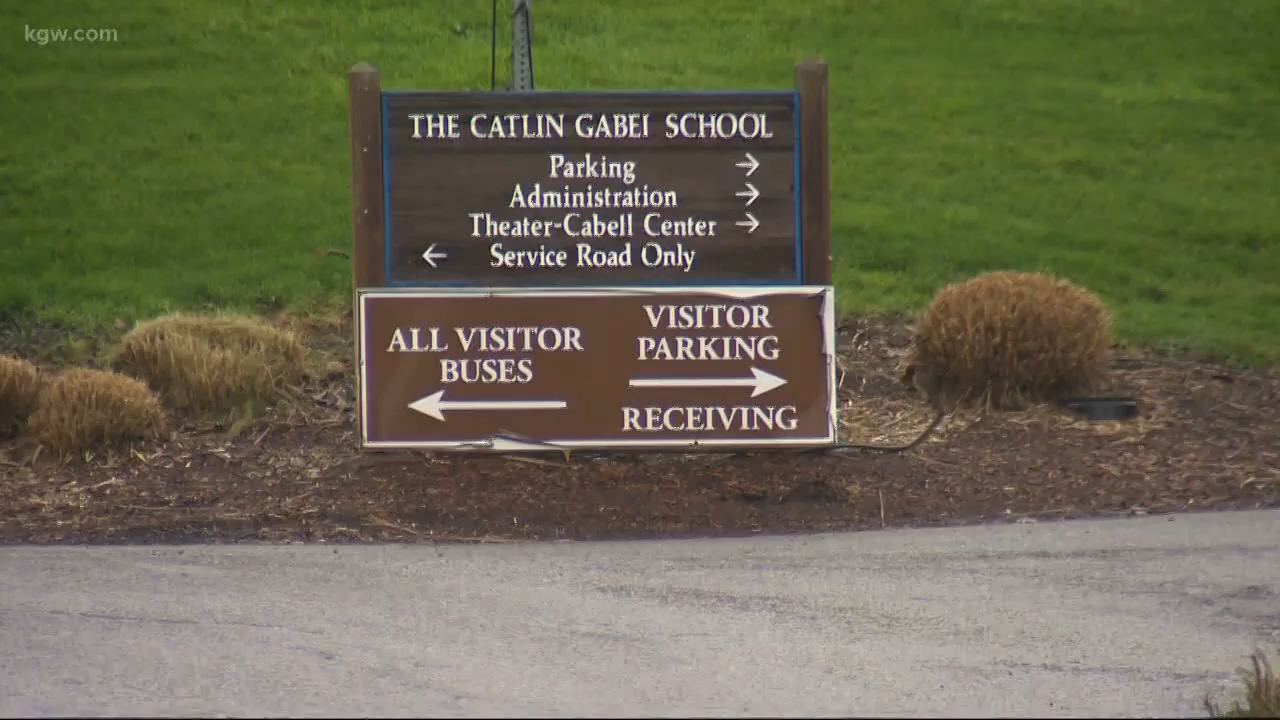 kgw.com
THE CATLIN GABEl SCHOOL
Parking →
Administration →
Theater-Cabell Center →
← Service Road Only
ALL VISITOR
BUSES
VISITOR
PARKING
RECEIVING